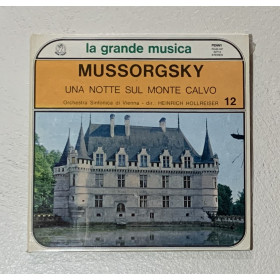 la grande musica
MUSSORGSKY
UNA NOTTE SUL MONTE CALVO
Orchestra Sinfonica di Vienna - dir.: HEINRICH HOLLREISER 12